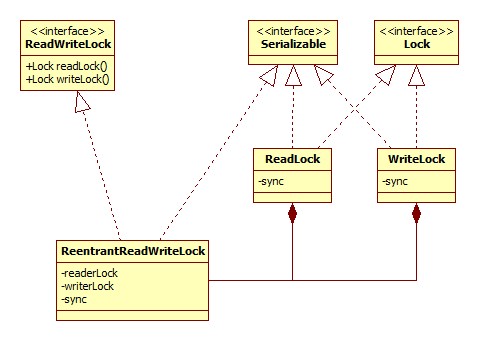 <<interface>>
ReadWriteLock
+Lock readLock()
+Lock writeLock()
<<interface>>
Serializable
<<interface>>
Lock
ReadLock
-sync
WriteLock
-sync
ReentrantReadWriteLock
-readerLock
-writerLock
-sync